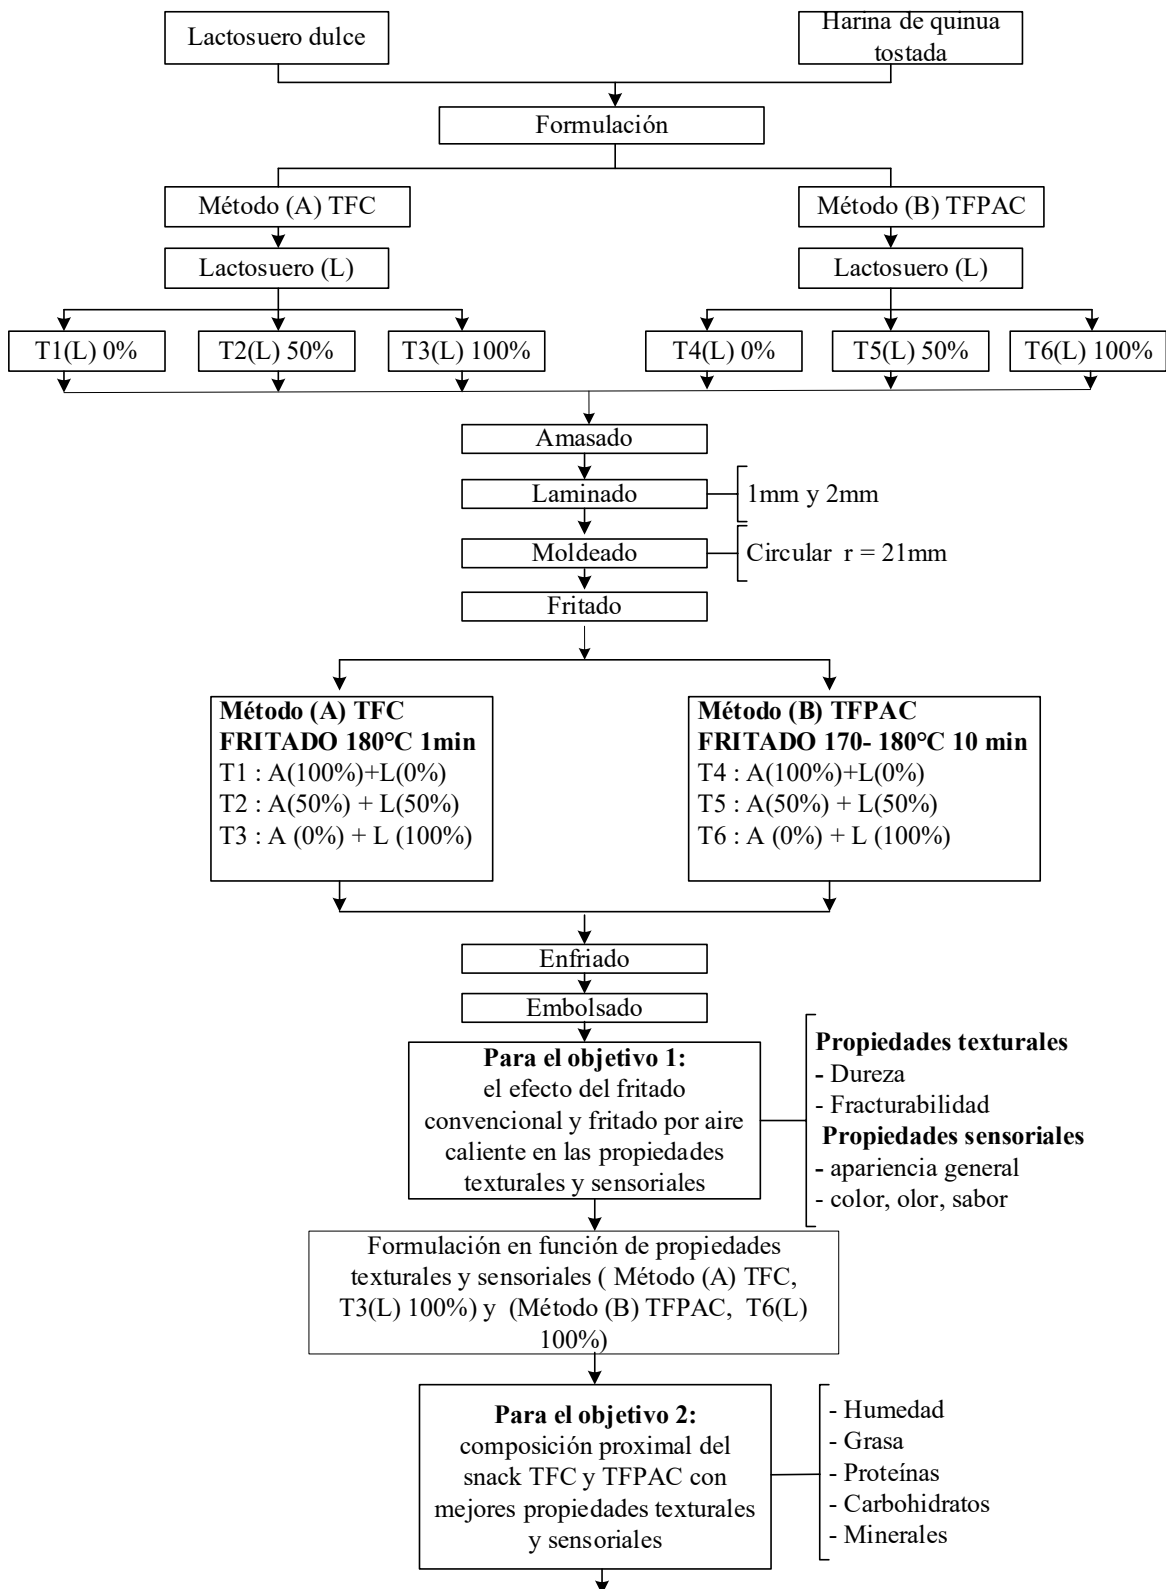 Lactosuero dulce
Harina de quinua
tostada
Formulación
Método (A) TFC
Método (B) TFPAC
Lactosuero (L)
Lactosuero (L)
T1(L) 0%
T2(L) 50%
T3(L) 100%
T4(L) 0%
T5(L) 50%
T6(L) 100%
Amasado
Laminado
1mm y 2mm
Moldeado
Circular r = 21mm
Fritado
Método (A) TFC
FRITADO 180°C 1min
T1 : A(100%)+L(0%)
T2 : A(50%) + L(50%)
T3 : A (0%) + L (100%)
Método (B) TFPAC
FRITADO 170- 180°C 10 min
T4 : A(100%)+L(0%)
T5 : A(50%) + L(50%)
T6 : A (0%) + L (100%)
Enfriado
Embolsado
Para el objetivo 1:
el efecto del fritado
convencional y fritado por aire
caliente en las propiedades
texturales y sensoriales
Propiedades texturales
- Dureza
- Fracturabilidad
Propiedades sensoriales
- apariencia general
- color, olor, sabor
Formulación en función de propiedades
texturales y sensoriales ( Método (A) TFC,
T3(L) 100%) y (Método (B) TFPAC, T6(L)
100%)
Para el objetivo 2:
composición proximal del
snack TFC y TFPAC con
mejores propiedades texturales
y sensoriales
- Humedad
- Grasa
- Proteínas
- Carbohidratos
- Minerales